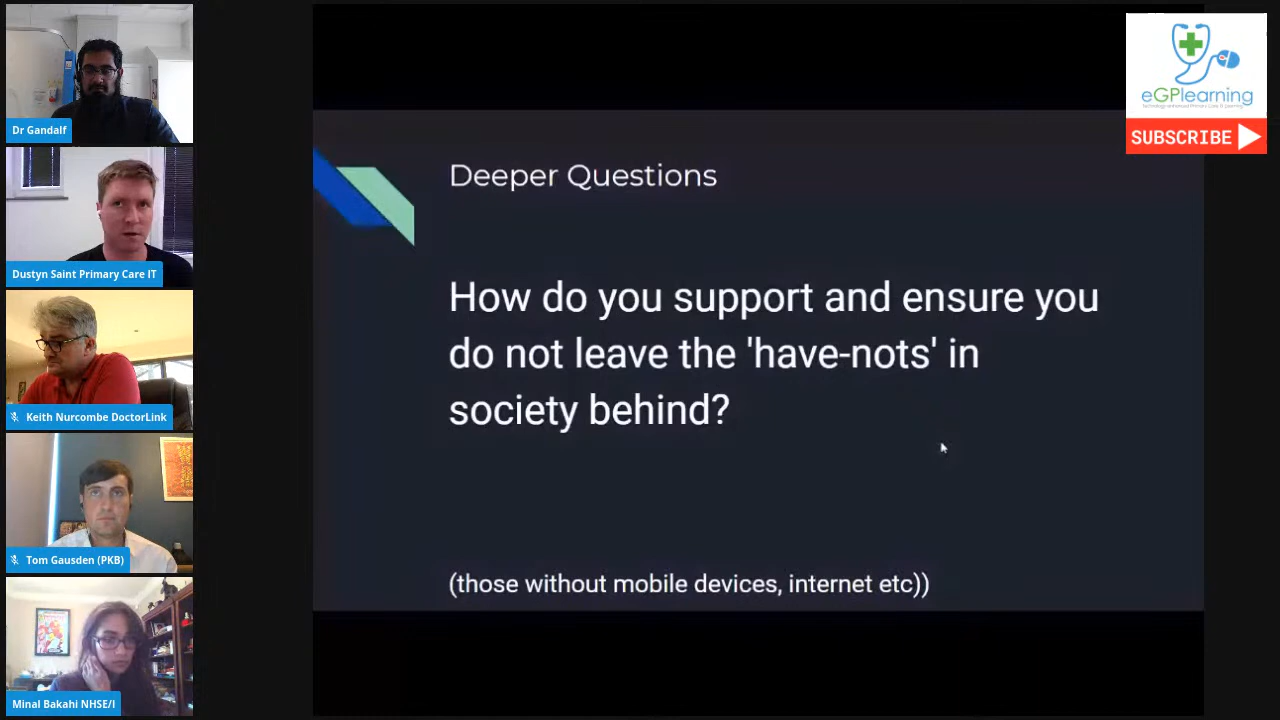 Dr Gandalf
Dustyn Saint Primary Care IT
Keith Nurcombe DoctorLink
Tom Gausden (PKB)
Minal Bakahi NHSE/I
Deeper Questions
How do you support and ensure you
do not leave the 'have-nots' in
society behind?
(those without mobile devices, internet etc))
eGPlearning
SUBSCRIBE